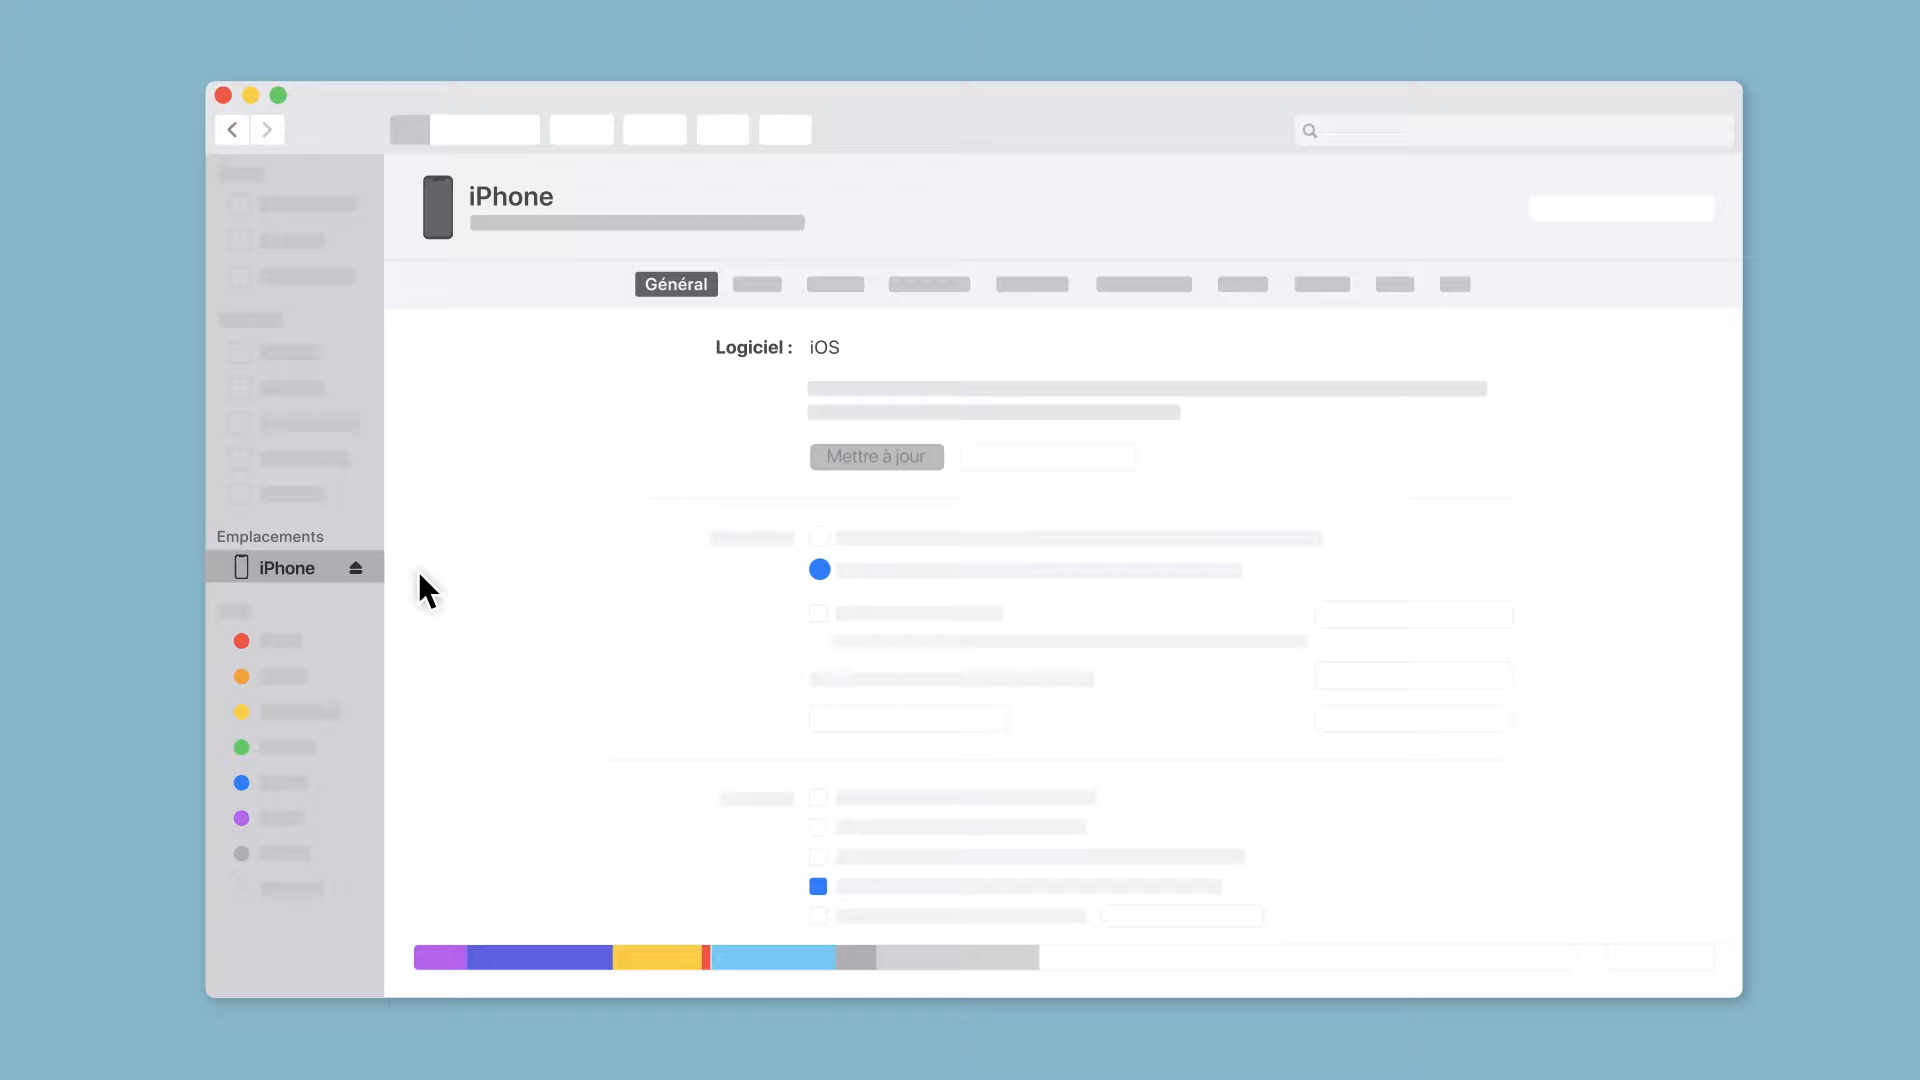 iPhone
Général
Logiciel : iOS
Mettre à jour
Emplacements
iPhone